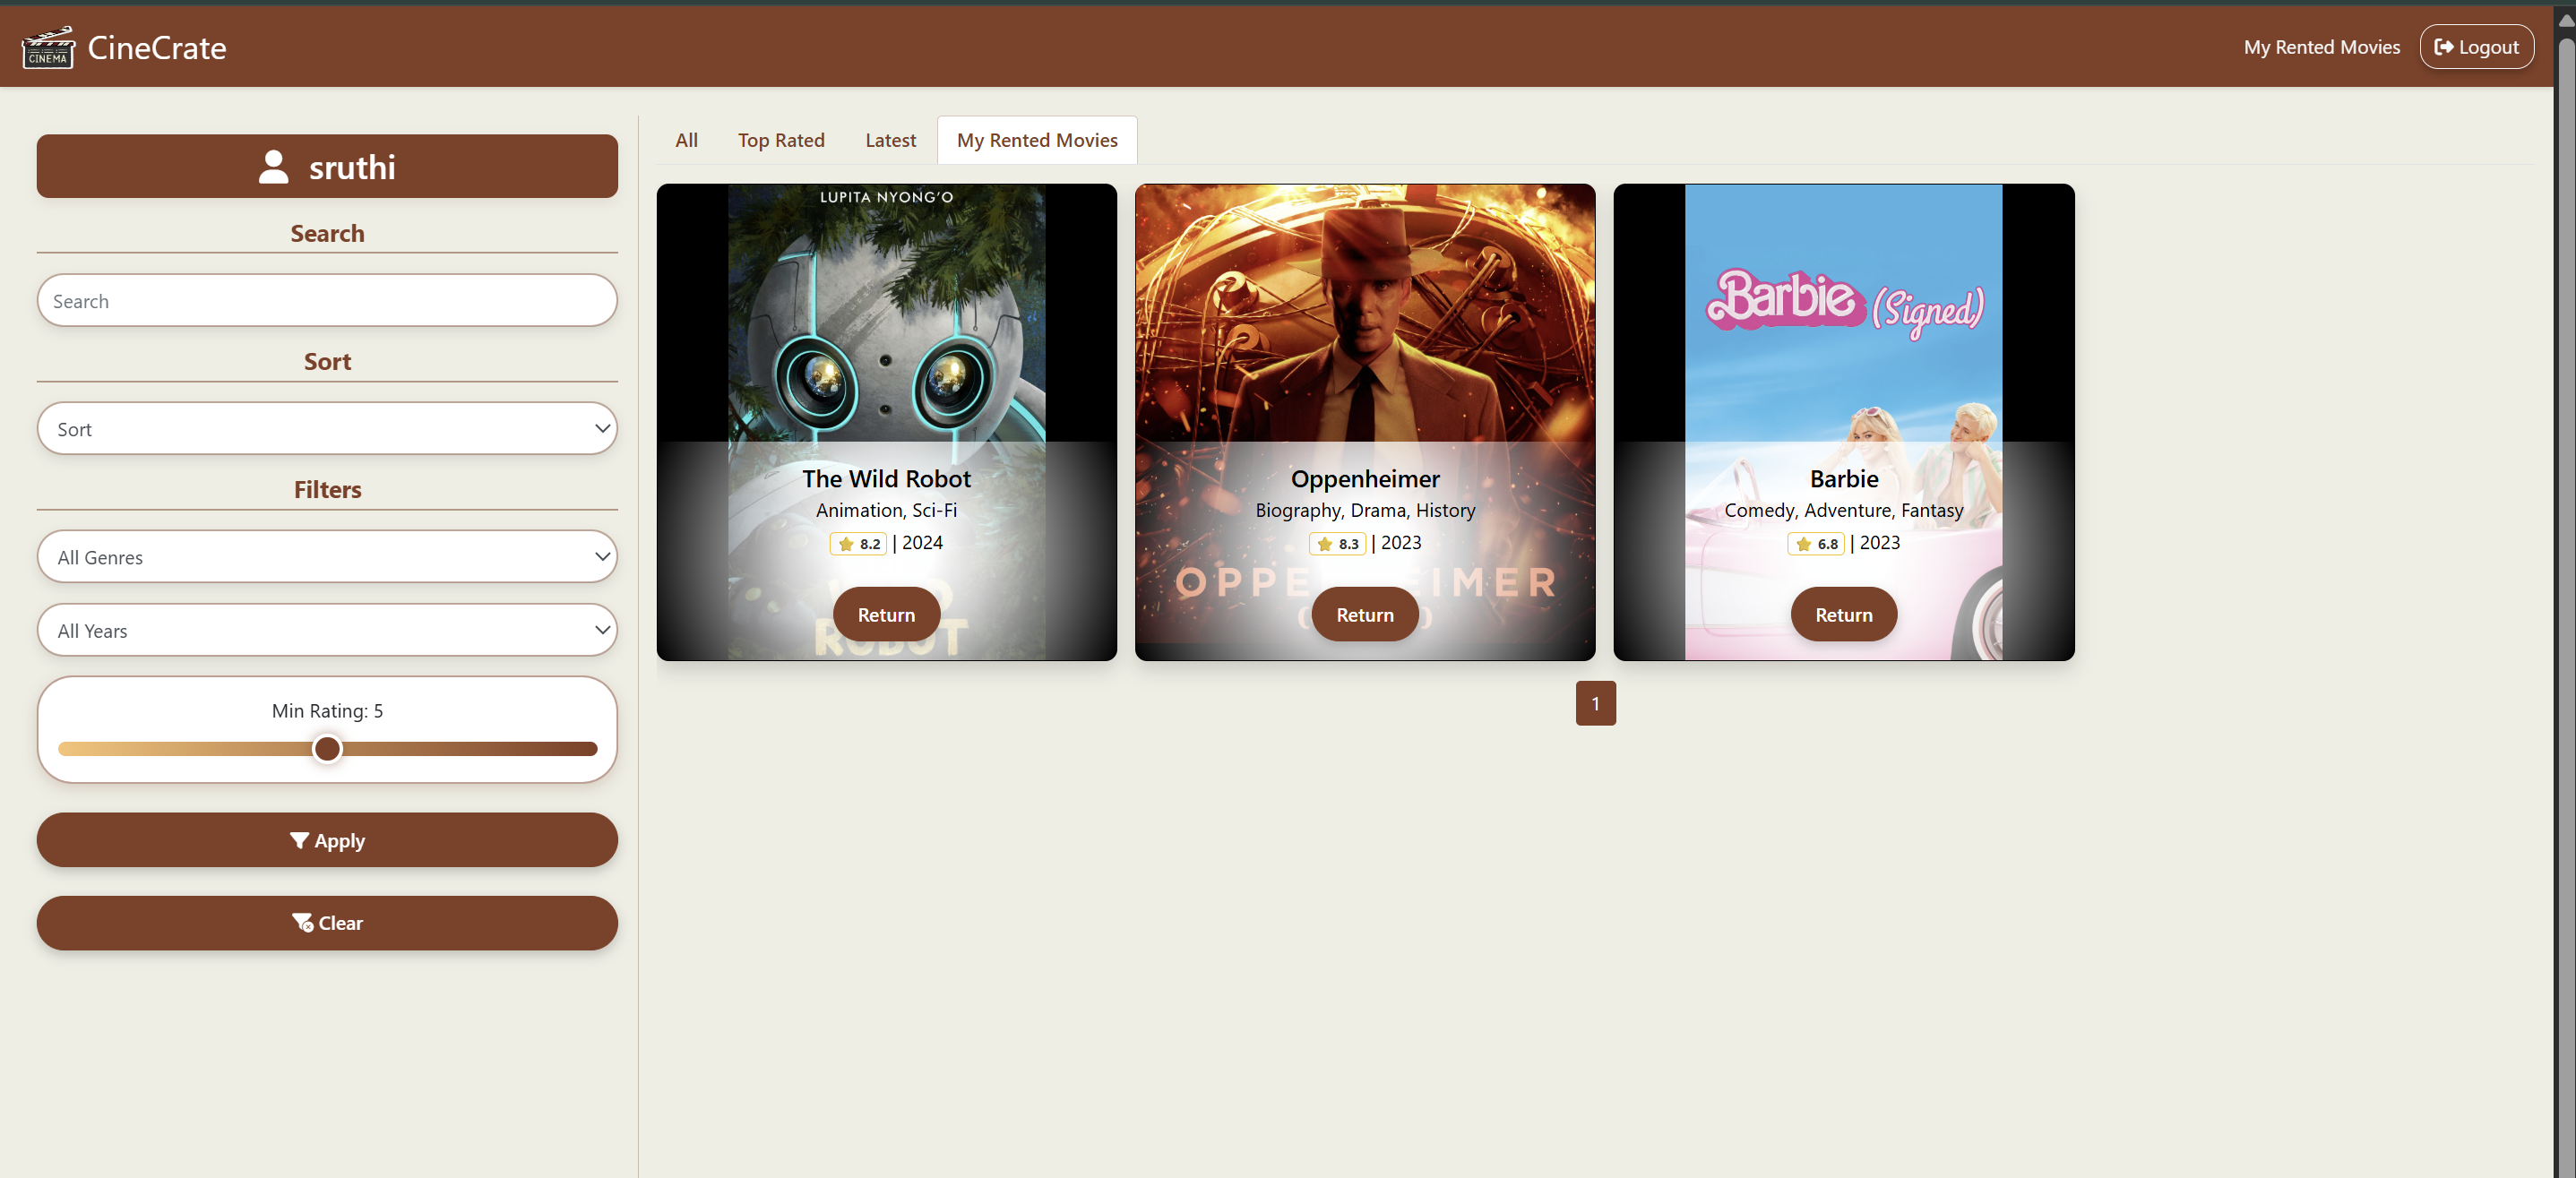 CINEMA
CineCrate
My Rented Movies
Logout
sruthi
Search
Search
Sort
Sort
Filters
All Genres
All Years
Min Rating: 5
Apply
Clear
All
Top Rated
Latest
My Rented Movies
LUPITA NYONG'O
The Wild Robot
Animation, Sci-Fi
8.2 | 2024
Return
ROBOT
Oppenheimer
Biography, Drama, History
8.3 | 2023
OPPE EIMER
Return
Barbie (Signed)
Barbie
Comedy, Adventure, Fantasy
6.8 | 2023
Return
1